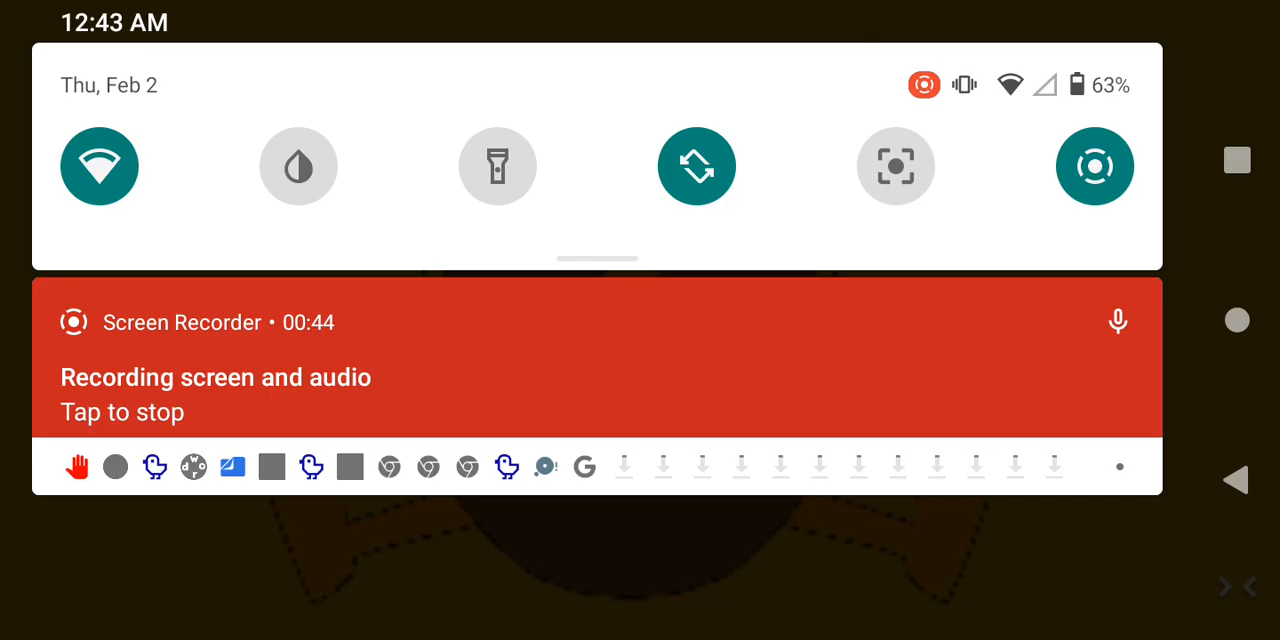 12:43 AM
Thu, Feb 2
63%
Screen Recorder • 00:44
Recording screen and audio
Tap to stop